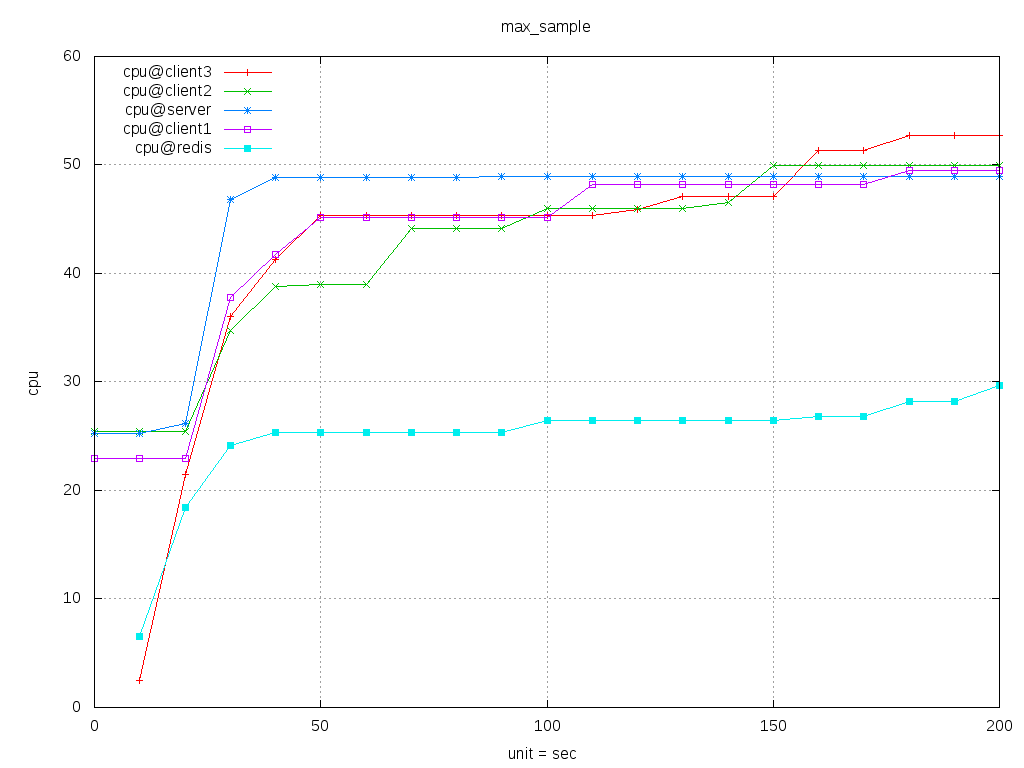 max_sample
60
50
40
30
20
10
0
cpu
cpu@client3
cpu@client2
cpu@server
cpu@client1
cpu@redis
0 50 100 150 200
unit = sec